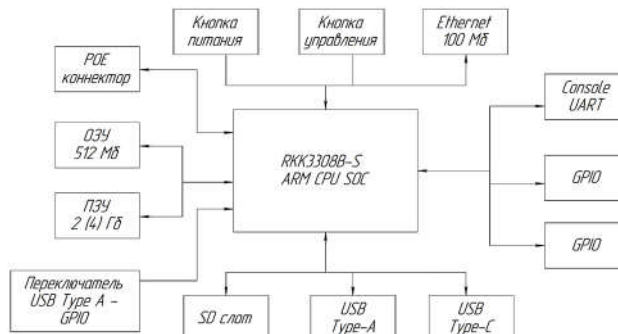 Кнопка
питания
Кнопка
управления
Ethernet
100 Мб
POE
коннектор
ОЗУ
512 Мб
ПЗУ
2 (4) Гб
Переключатель
USB Type A -
GPIO
RKK3308B-S
ARM CPU SOC
Console
UART
GPIO
GPIO
SD слот
USB
Type-A
USB
Type-C